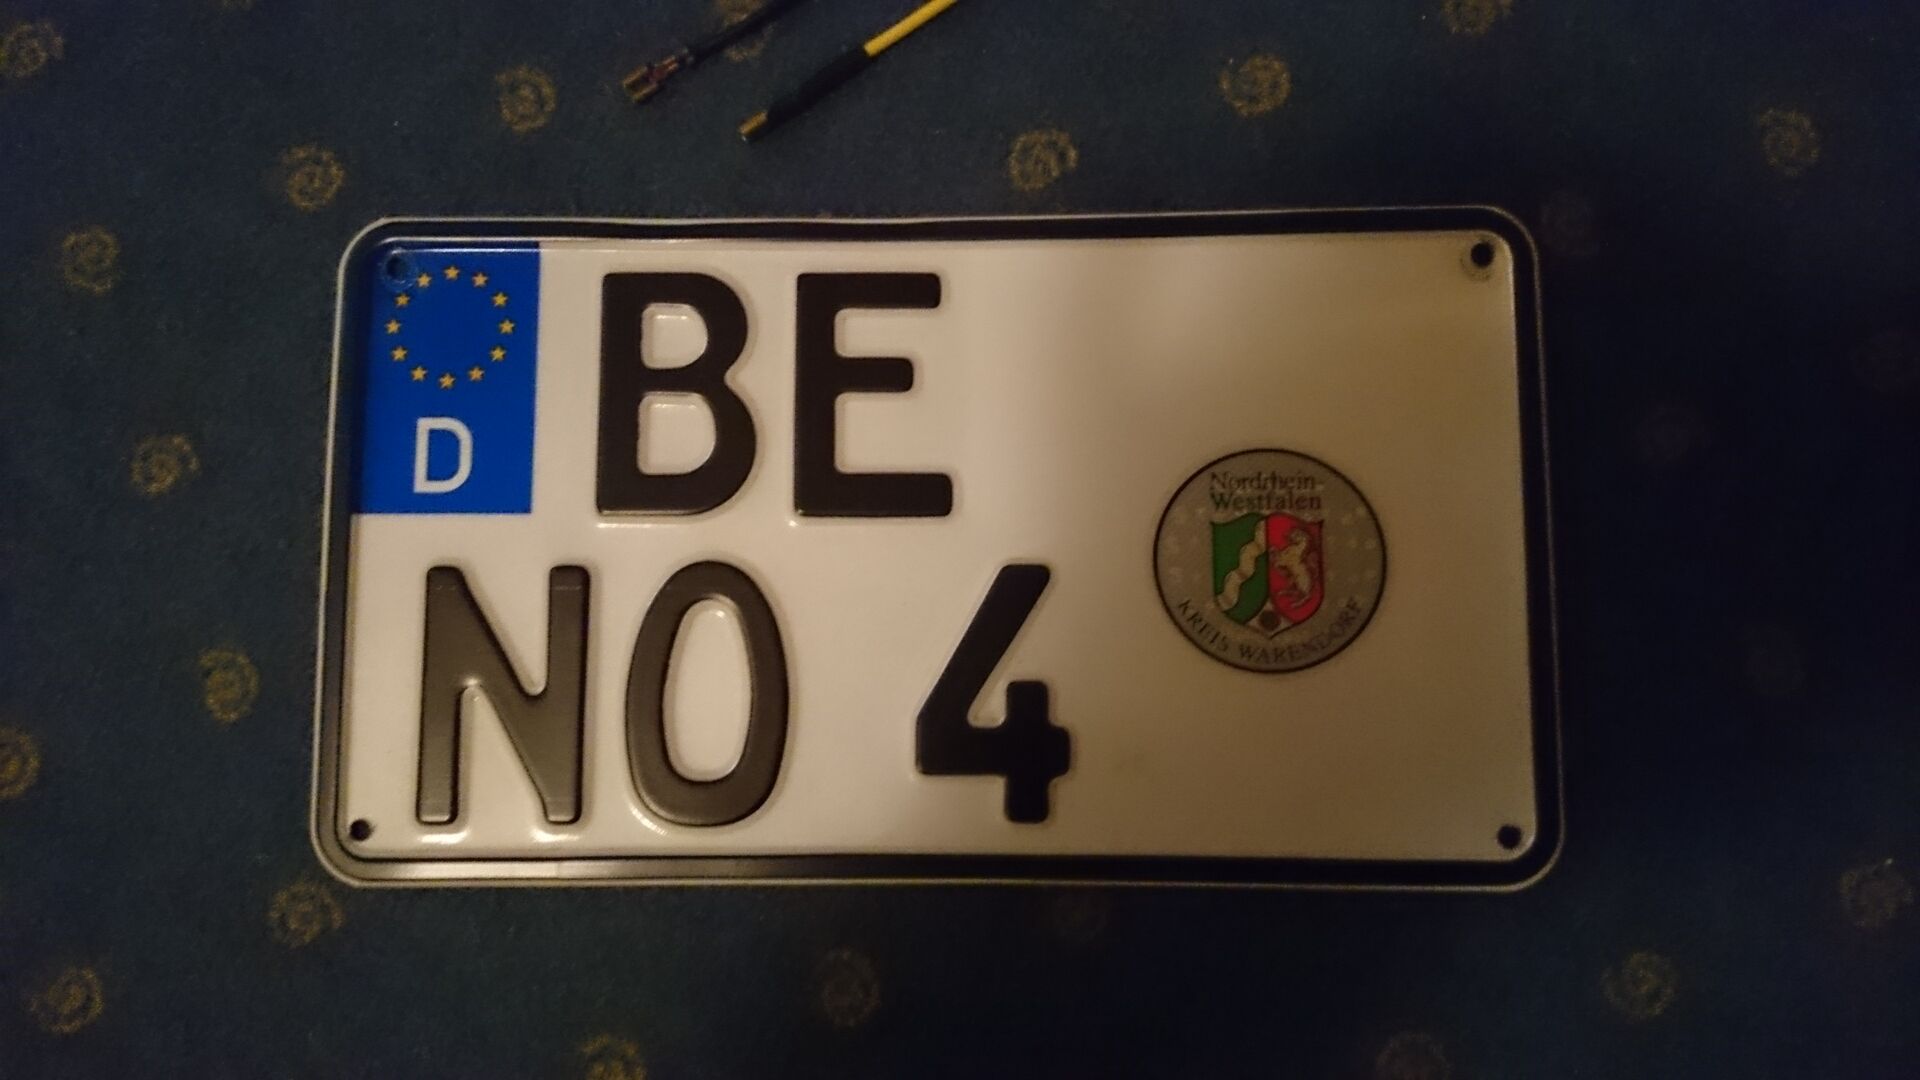 D
BE
NO 4
Nordrhein-
Westfalen
KREIS WARENDORF